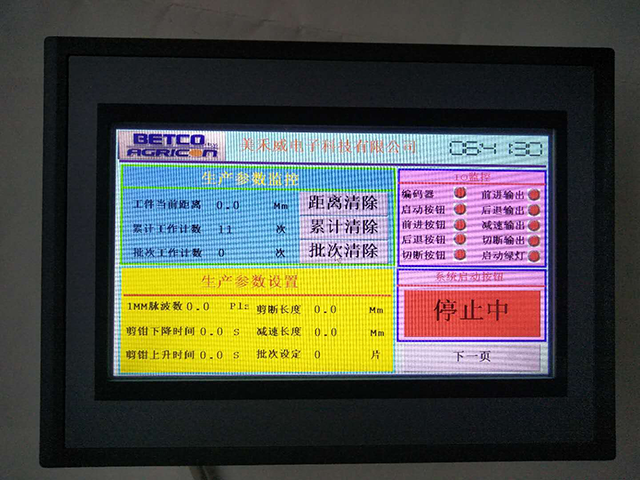 BETCO
AGRICON
美禾威电子科技有限公司
064130
生产参数监控
工件当前距离 0.0 Mm 距离清除
累计工作计数 11 次 累计清除
批次工作计数 0 次 批次清除
IO监控
编码器 前进输出
启动按钮 后退输出
前进按钮 减速输出
后退按钮 切断输出
切断按钮 启动绿灯
生产参数设置
1MM脉波数 0.0 Pls 剪断长度 0.0 Mm
剪钳下降时间 0.0 S 减速长度 0.0 Mm
剪钳上升时间 0.0 S 批次设定 0 片
系统启动按钮
停止中
下一页